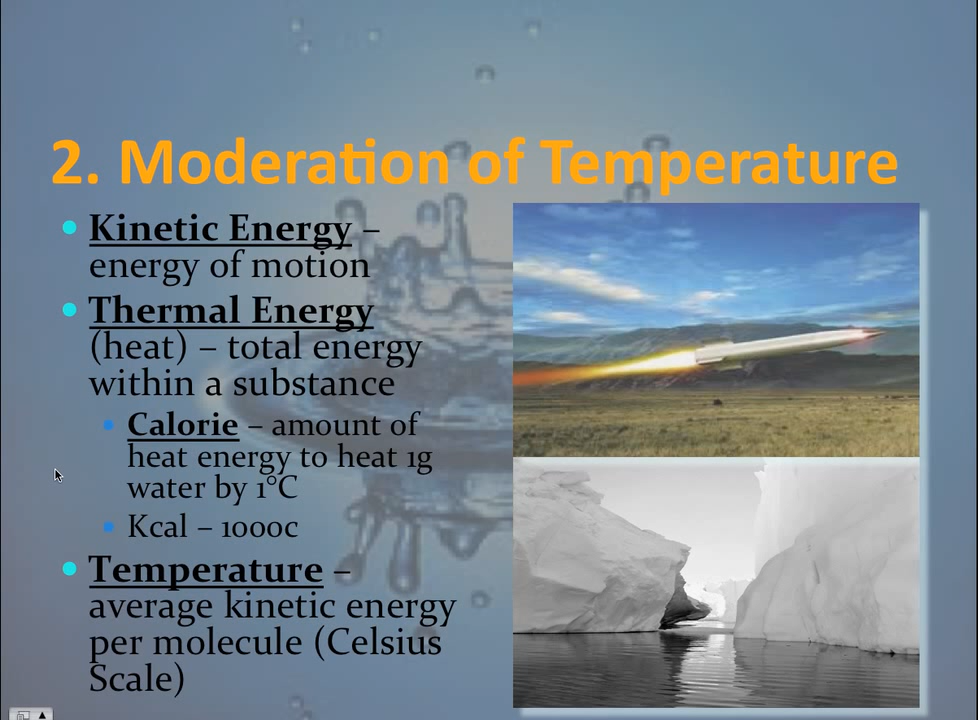 2. Moderation of Temperature
Kinetic Energy –
energy of motion
Thermal Energy
(heat) – total energy
within a substance
Calorie – amount of
heat energy to heat 1g
water by 1°C
Kcal – 1000c
Temperature –
average kinetic energy
per molecule (Celsius
Scale)